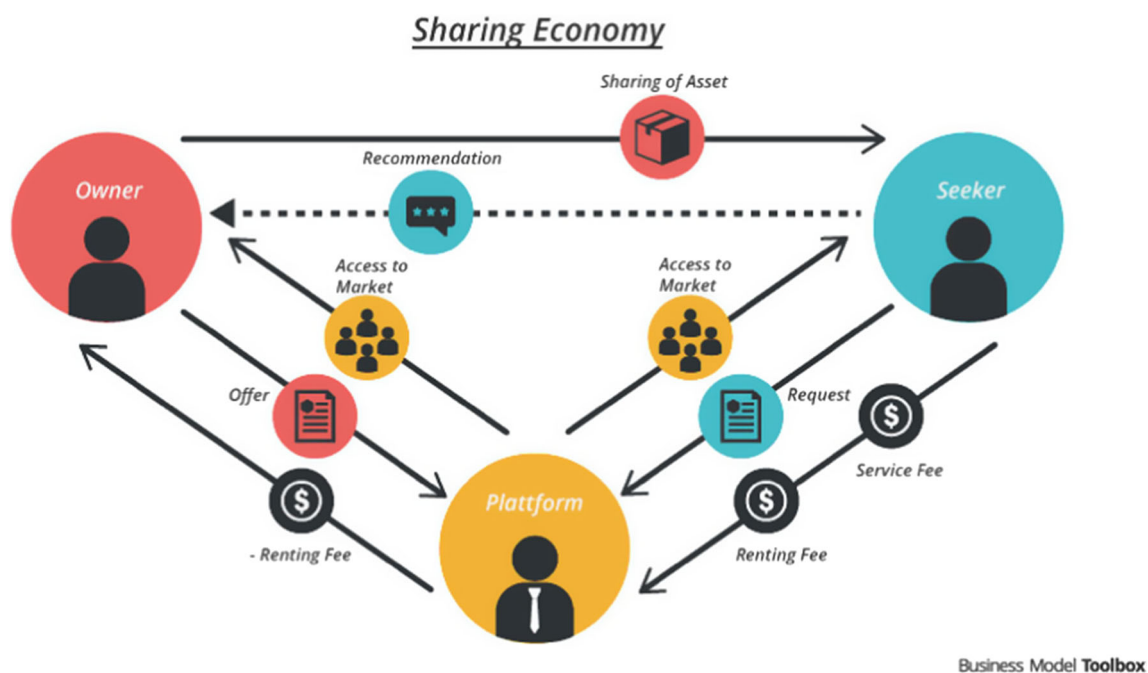 Sharing Economy
Sharing of Asset
Recommendation
Owner
Seeker
Access to
Market
Access to
Market
Offer
Request
$
Service Fee
$
$
Plattform
- Renting Fee
Renting Fee
Business Model Toolbox